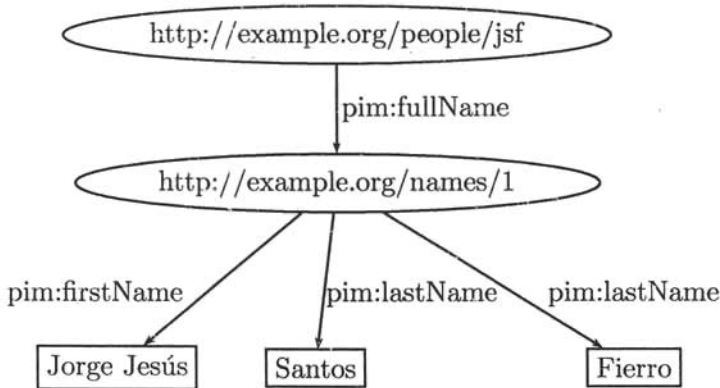 http://example.org/people/jsf
pim:fullName
http://example.org/names/1
pim:firstName
pim:lastName
pim:lastName
Jorge Jesús
Santos
Fierro